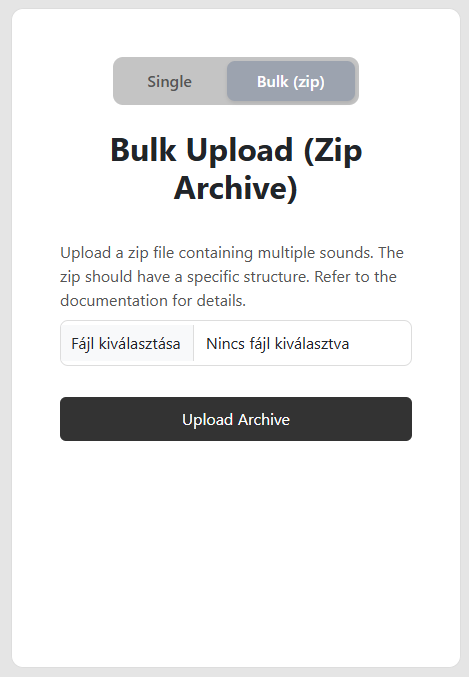 Single
Bulk (zip)
Bulk Upload (Zip
Archive)
Upload a zip file containing multiple sounds. The
zip should have a specific structure. Refer to the
documentation for details.
Fájl kiválasztása
Nincs fájl kiválasztva
Upload Archive